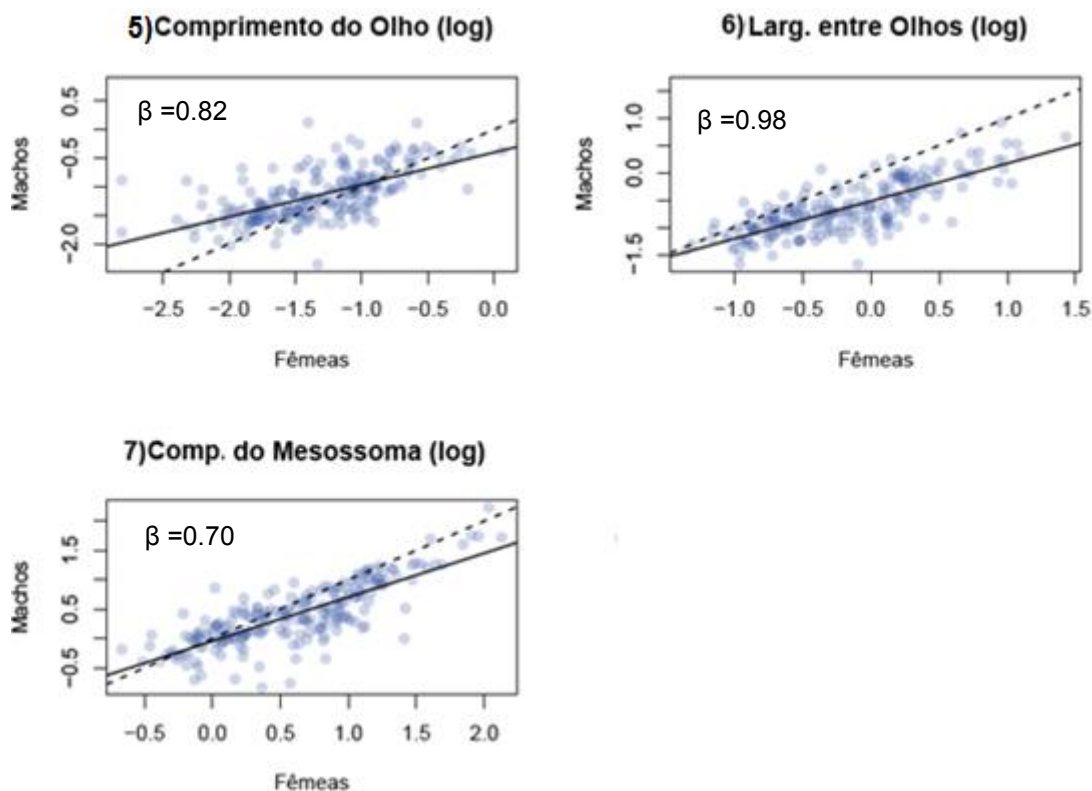 5)Comprimento do Olho (log)
β =0.82
Machos
0.5
−0.5
−2.0
−2.5 −2.0 −1.5 −1.0 −0.5 0.0
Fêmeas
6)Larg. entre Olhos (log)
β =0.98
Machos
1.0
0.0
−1.5
−1.0 −0.5 0.0 0.5 1.0 1.5
Fêmeas
7)Comp. do Mesossoma (log)
β =0.70
Machos
1.5
0.5
−0.5
−0.5 0.0 0.5 1.0 1.5 2.0
Fêmeas